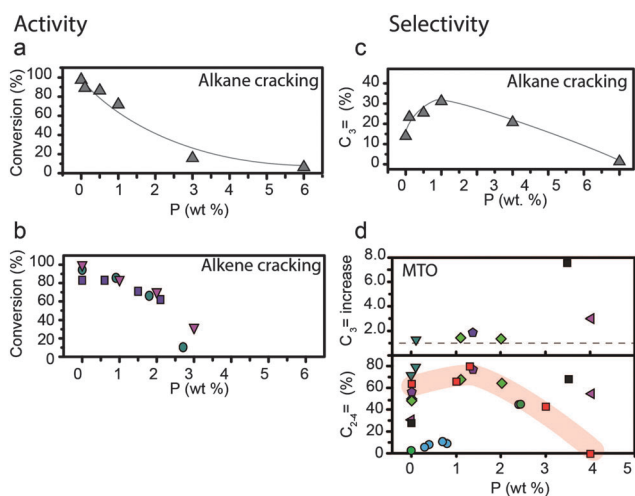 Activity
a
Conversion (%)
100
80
60
40
20
0
Alkane cracking
0 1 2 3 4 5 6
P (wt %)
b
Conversion (%)
100
80
60
40
20
0
Alkene cracking
0 1 2 3 4 5 6
P (wt %)
Selectivity
c
C3= (%)
40
30
20
10
0
Alkane cracking
0 1 2 3 4 5 6
P (wt. %)
d
C3= increase
8.0
6.0
4.0
2.0
MTO
C2-4= (%)
80
60
40
20
0
0 1 2 3 4 5
P (wt %)